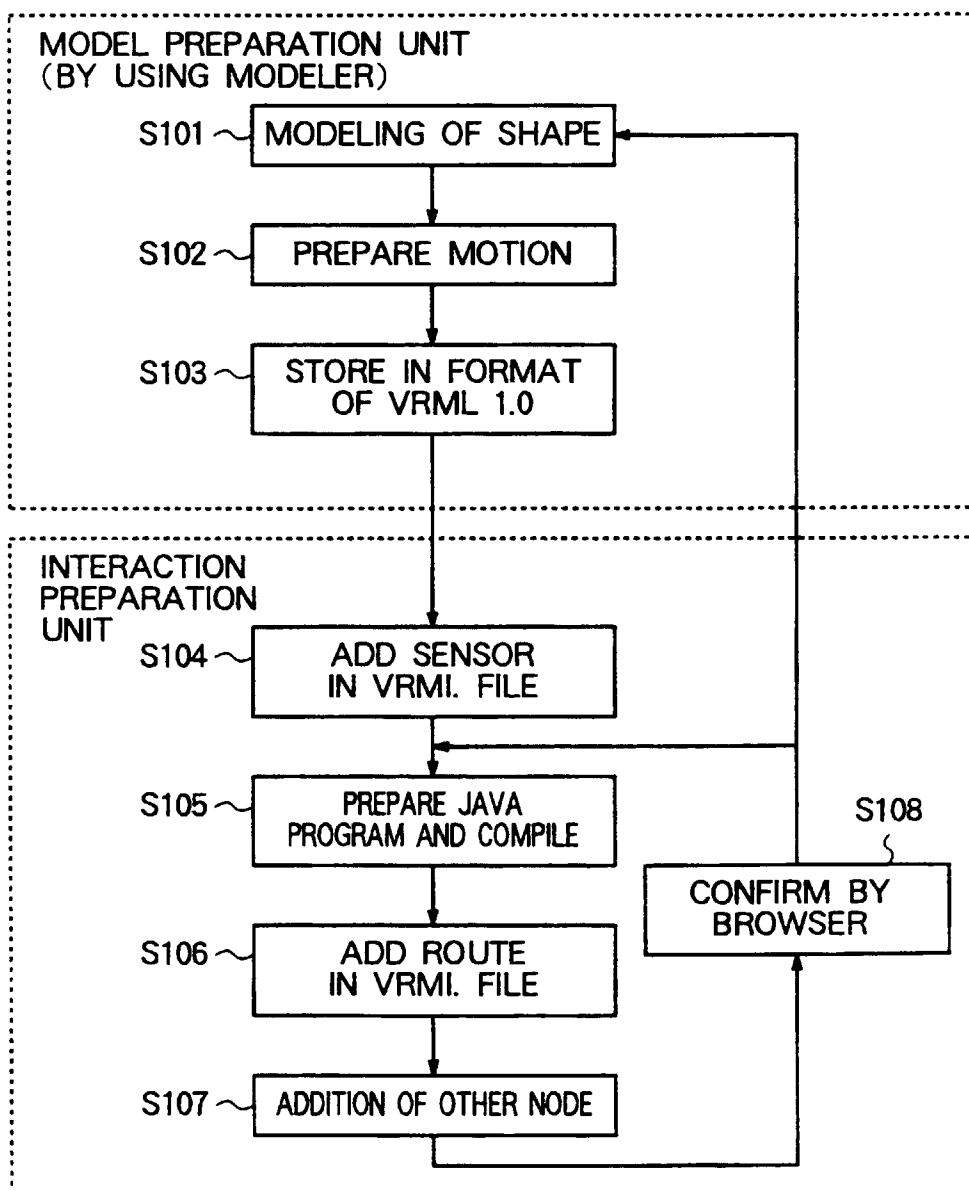 MODEL PREPARATION UNIT
(BY USING MODELER)
S101
MODELING OF SHAPE
S102
PREPARE MOTION
S103
STORE IN FORMAT
OF VRML 1.0
INTERACTION
PREPARATION
UNIT
S104
ADD SENSOR
IN VRMI. FILE
S105
PREPARE JAVA
PROGRAM AND COMPILE
S108
CONFIRM BY
BROWSER
S106
ADD ROUTE
IN VRMI. FILE
S107
ADDITION OF OTHER NODE